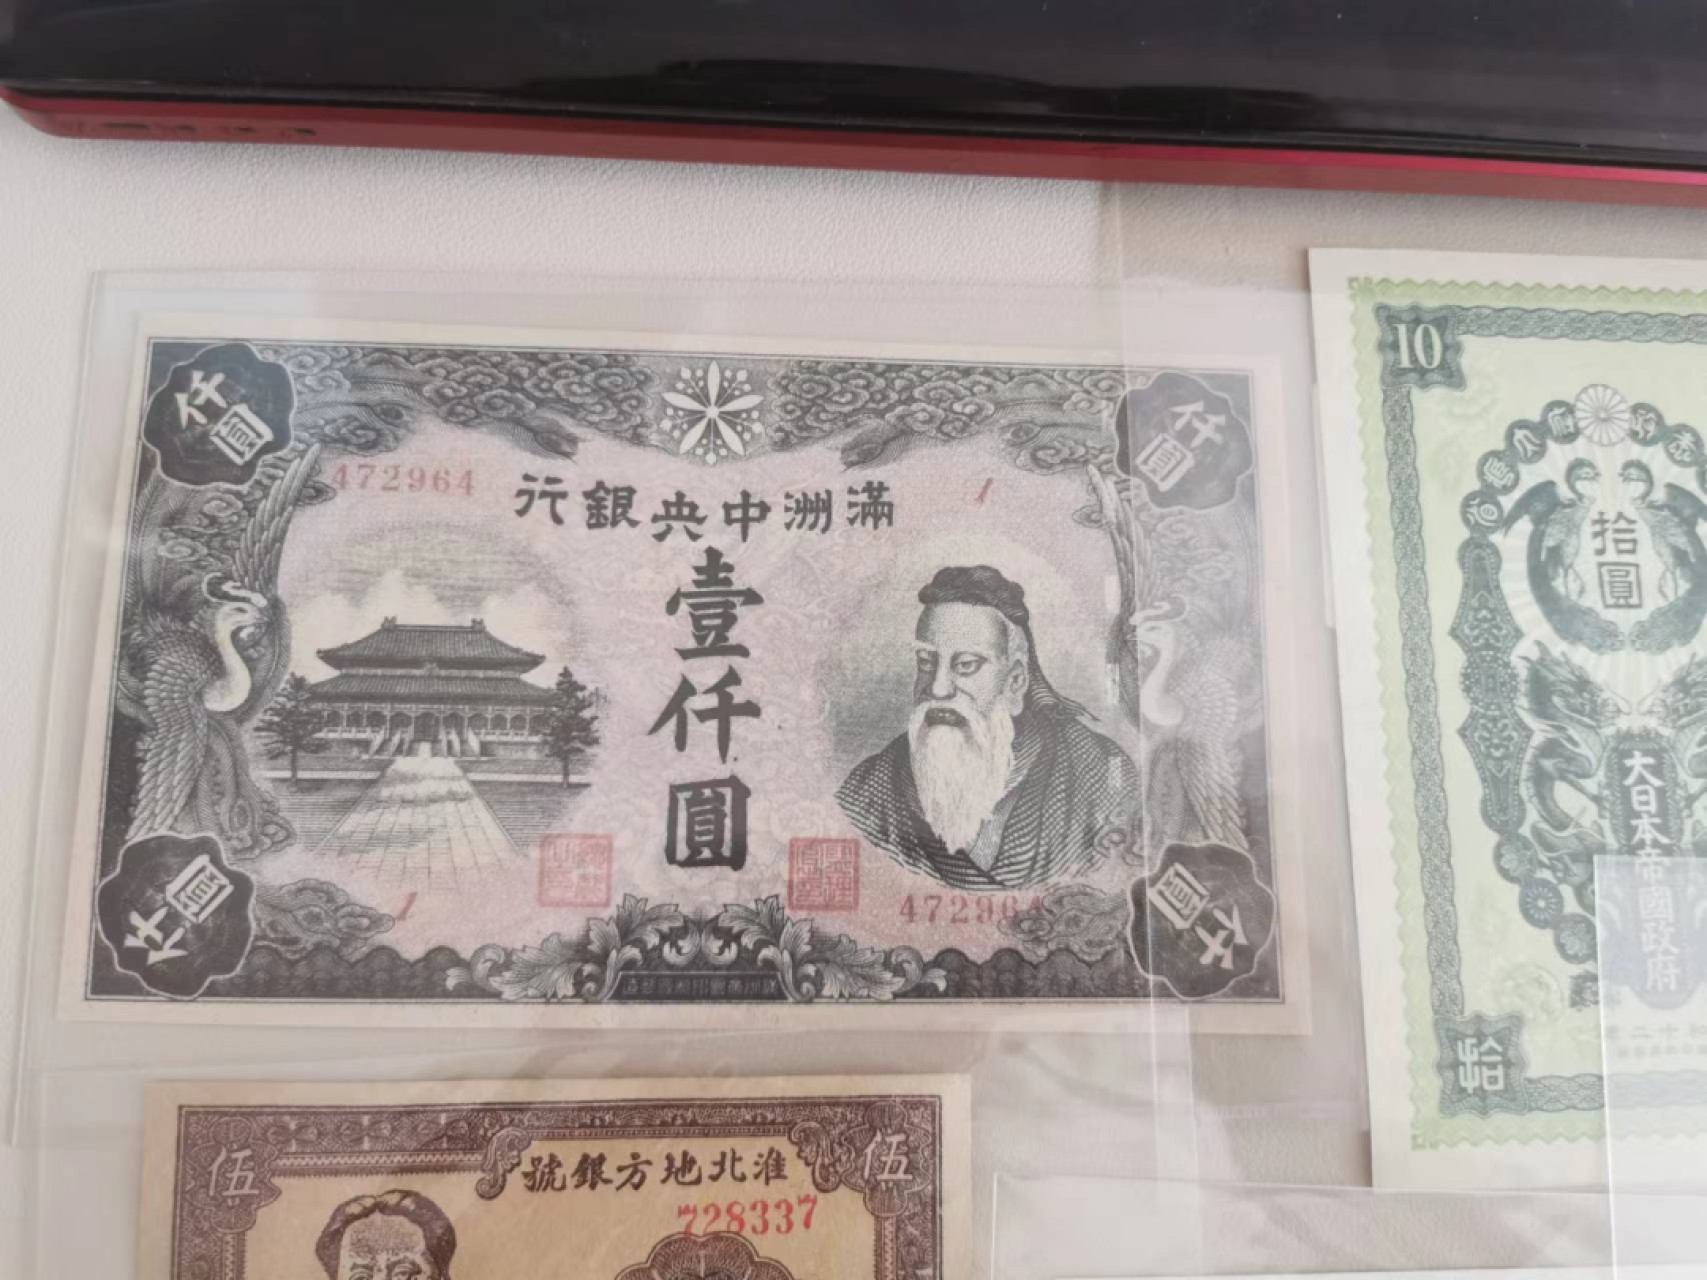 仟圓
仟圓
472964
1
滿洲中央銀行
壹仟圓
1
472964
仟圓
仟圓
10
拾圓
大日本帝國政府
拾
淮北地方銀號
伍
伍
728337